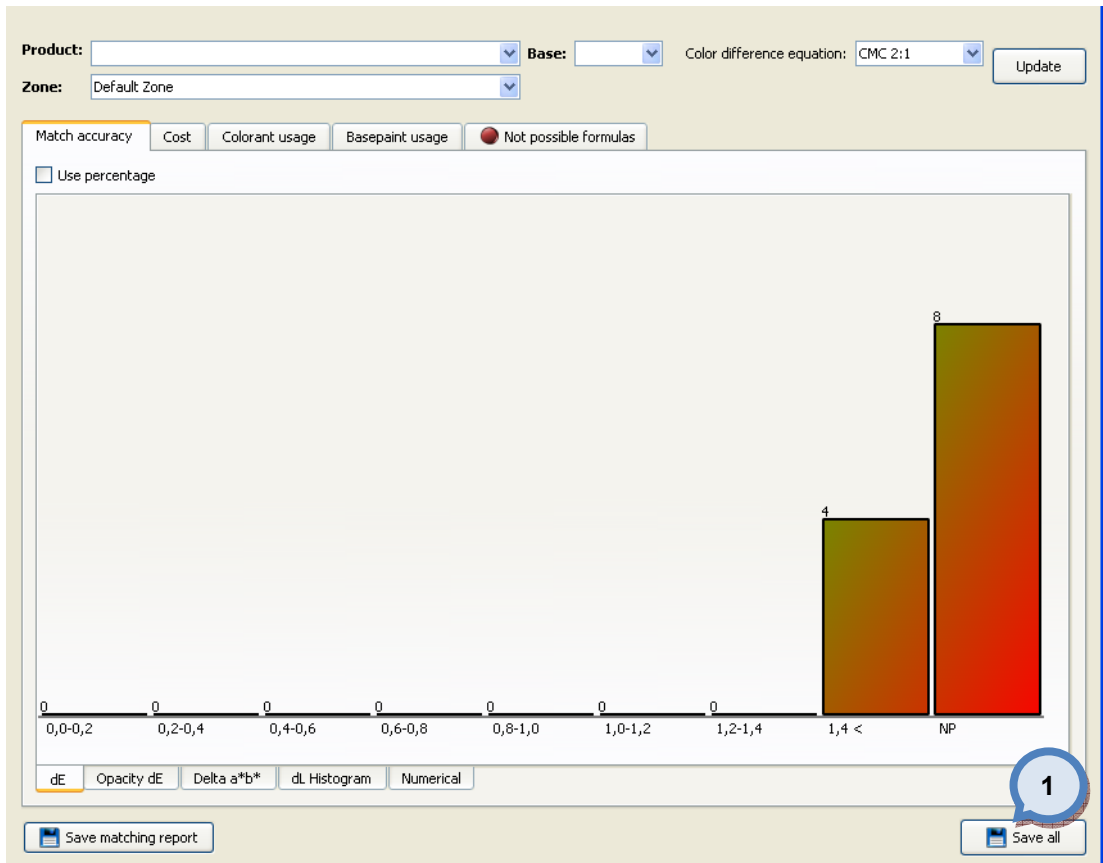 Product: Base: Color difference equation: CMC 2:1 Update
Zone: Default Zone
Match accuracy Cost Colorant usage Basepaint usage Not possible formulas
Use percentage
8
4
0 0 0 0 0 0 0
0,0-0,2 0,2-0,4 0,4-0,6 0,6-0,8 0,8-1,0 1,0-1,2 1,2-1,4 1,4 < NP
dE Opacity dE Delta a*b* dL Histogram Numerical
1
Save matching report Save all